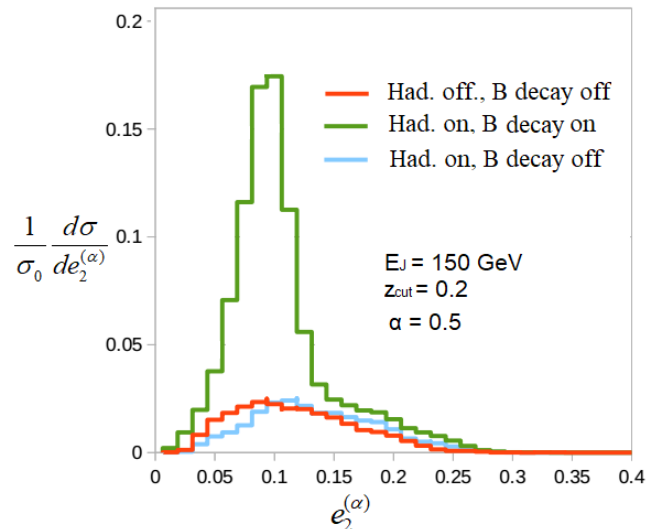 0.2
0.15
0.1
0.05
0
Had. off., B decay off
Had. on, B decay on
Had. on, B decay off
1/σ₀ dσ/de₂^(α)
E_J = 150 GeV
z_cut = 0.2
α = 0.5
0 0.05 0.1 0.15 0.2 0.25 0.3 0.35 0.4
e₂^(α)